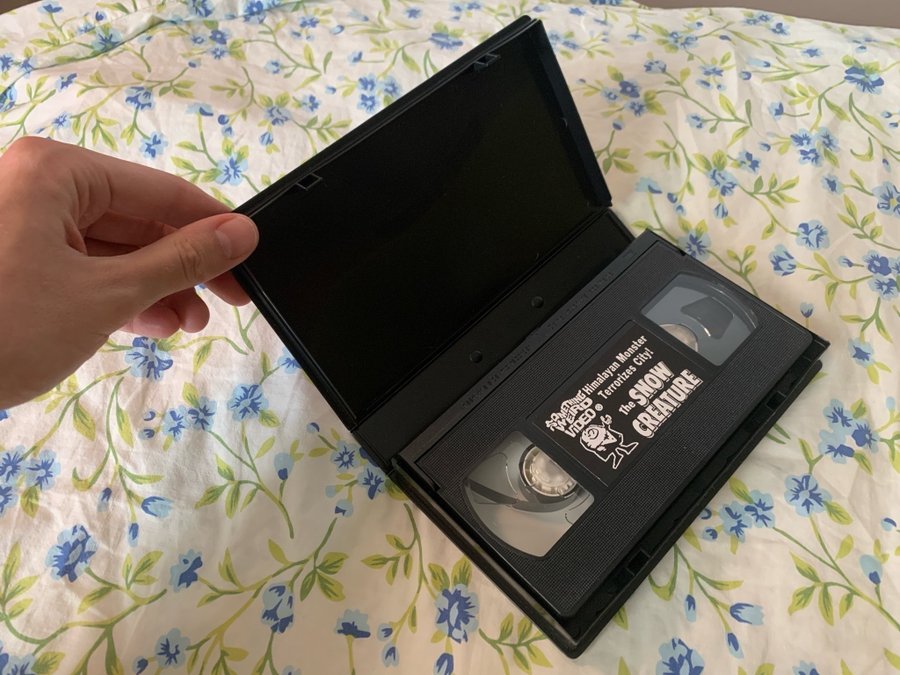 SOMETHING
WEIRD
VIDEO ®
Himalayan Monster
Terrorizes City!
the SNOW
CREATURE